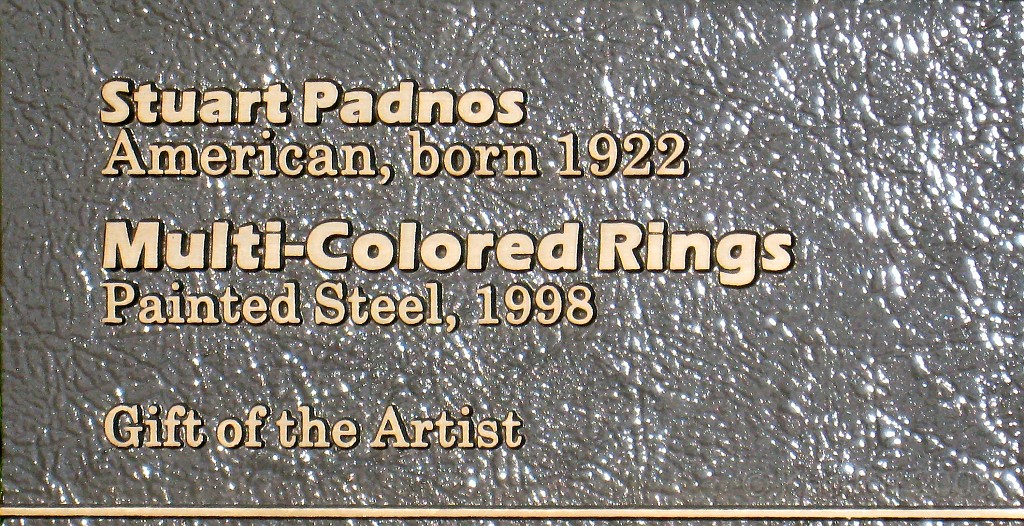 Stuart Padnos
American, born 1922
Multi-Colored Rings
Painted Steel, 1998
Gift of the Artist